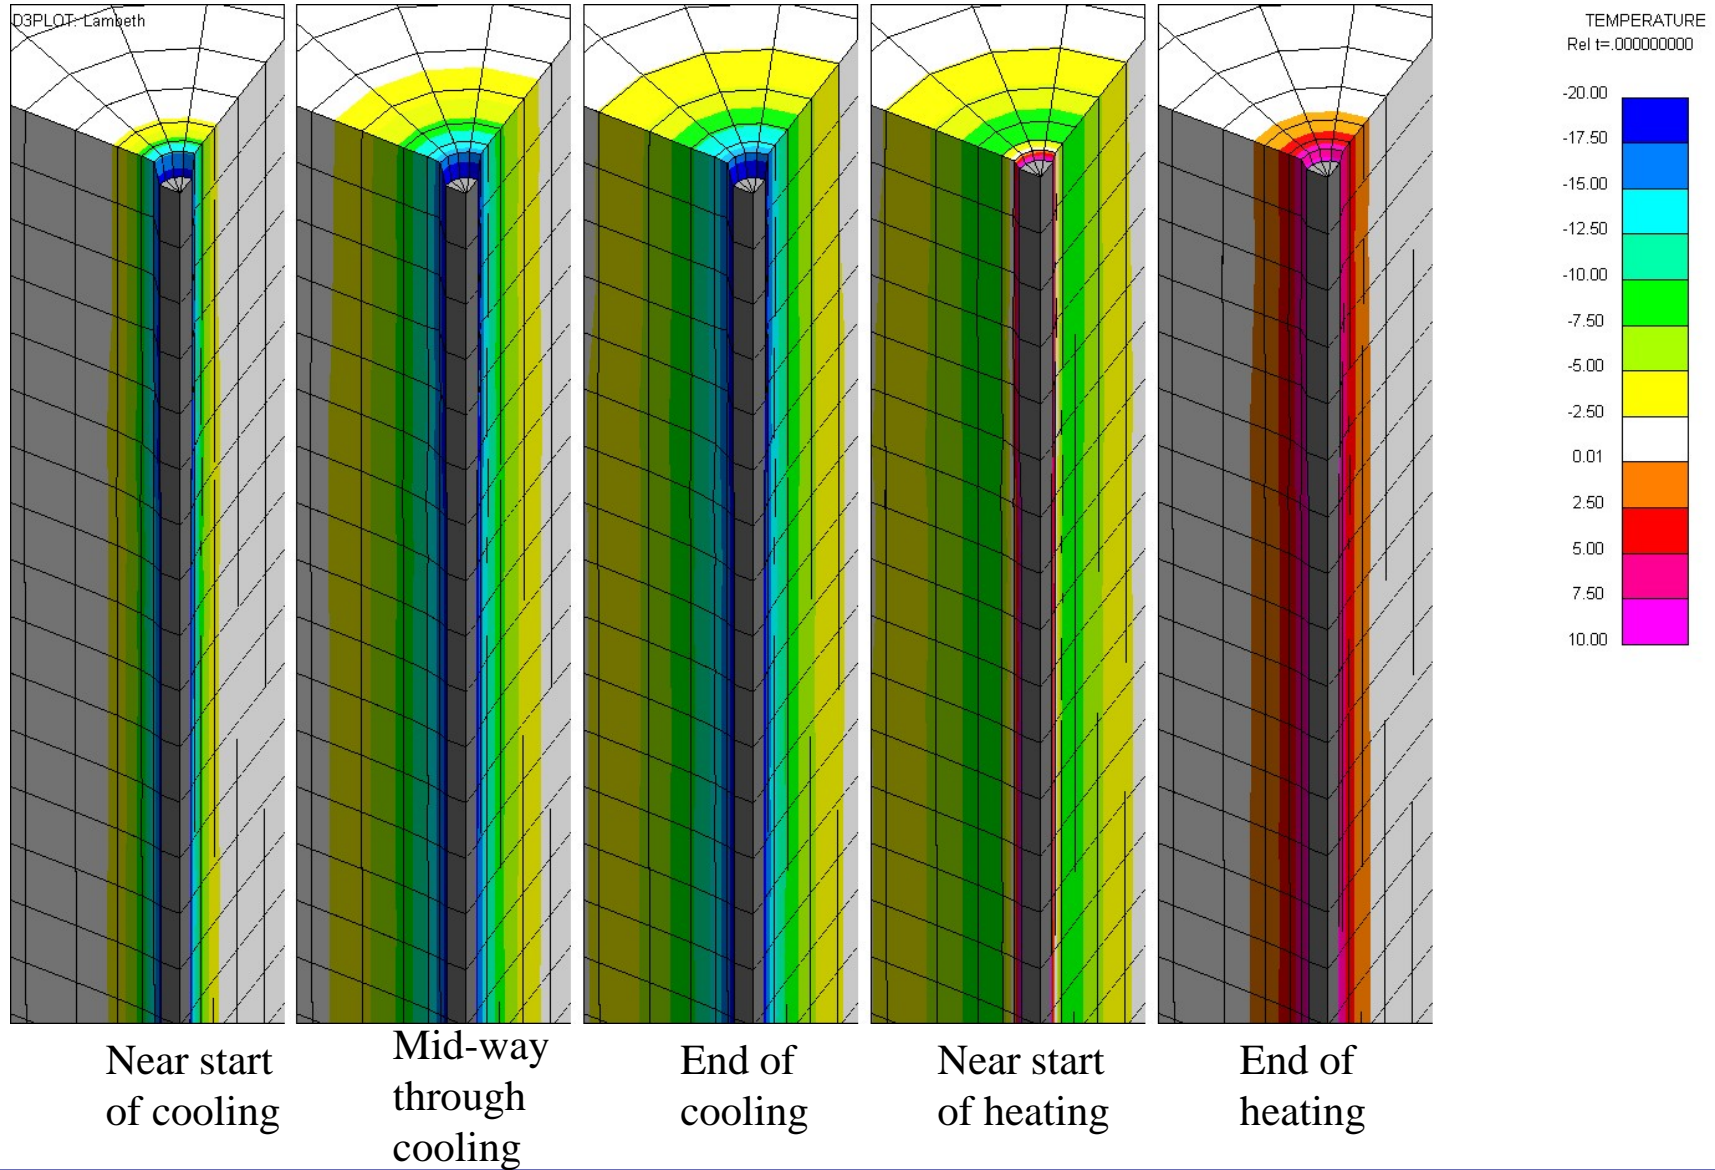 D3PLOT: Lambeth
TEMPERATURE
Rel t=.000000000
-20.00
-17.50
-15.00
-12.50
-10.00
-7.50
-5.00
-2.50
0.01
2.50
5.00
7.50
10.00
Near start
of cooling
Mid-way
through
cooling
End of
cooling
Near start
of heating
End of
heating